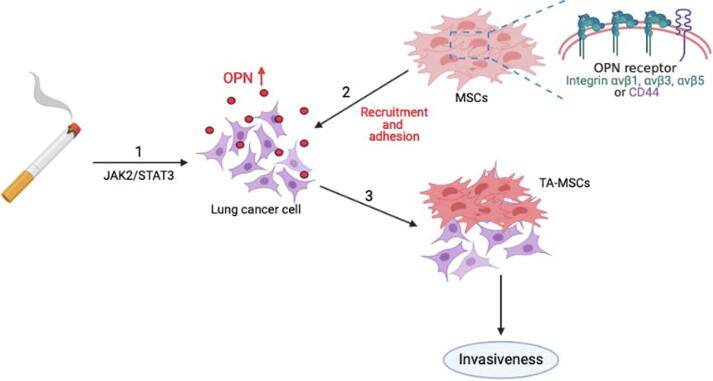 OPN
1
JAK2/STAT3
Lung cancer cell
2
Recruitment
and
adhesion
MSCs
OPN receptor
Integrin αvβ1, αvβ3, αvβ5
or CD44
3
TA-MSCs
Invasiveness